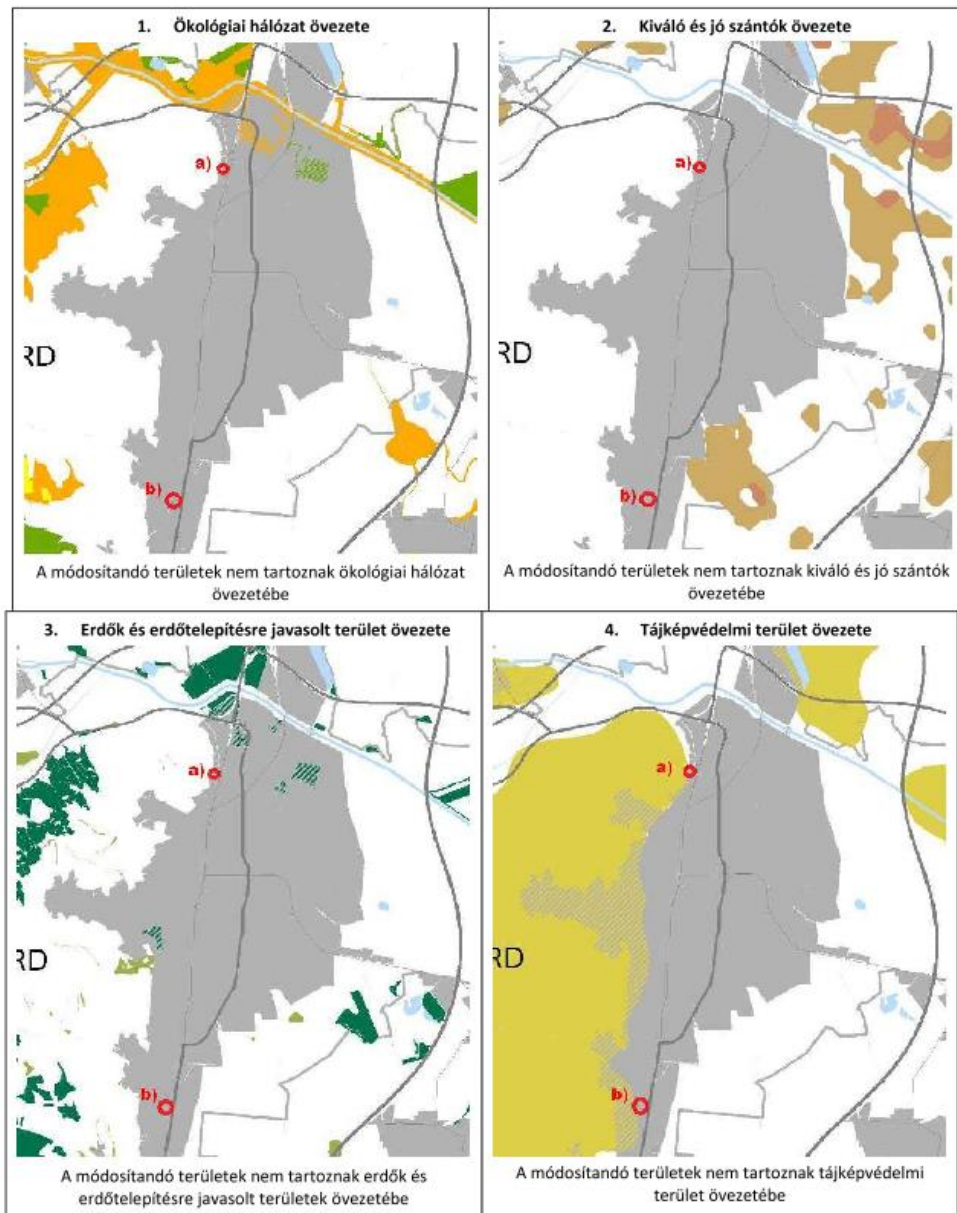 1. Ökológiai hálózat övezete
a)
RD
b)
A módosítandó területek nem tartoznak ökológiai hálózat
övezetébe
2. Kiváló és jó szántók övezete
a)
RD
b)
A módosítandó területek nem tartoznak kiváló és jó szántók
övezetébe
3. Erdők és erdőtelepítésre javasolt terület övezete
a)
RD
b)
A módosítandó területek nem tartoznak erdők és
erdőtelepítésre javasolt területek övezetébe
4. Tájképvédelmi terület övezete
a)
RD
b)
A módosítandó területek nem tartoznak tájképvédelmi
terület övezetébe